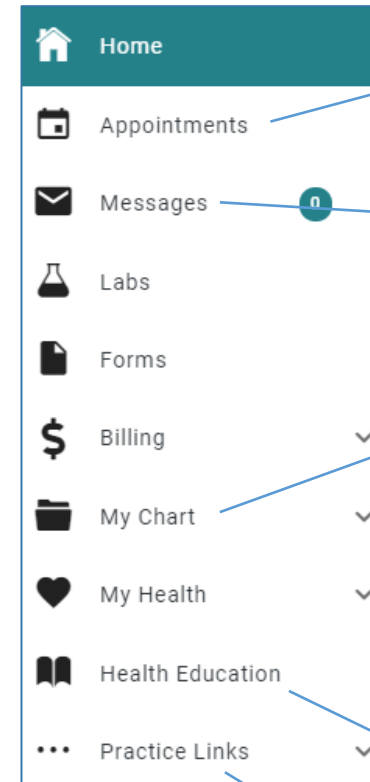 Home
Appointments
Messages 0
Labs
Forms
Billing
My Chart
My Health
Health Education
Practice Links